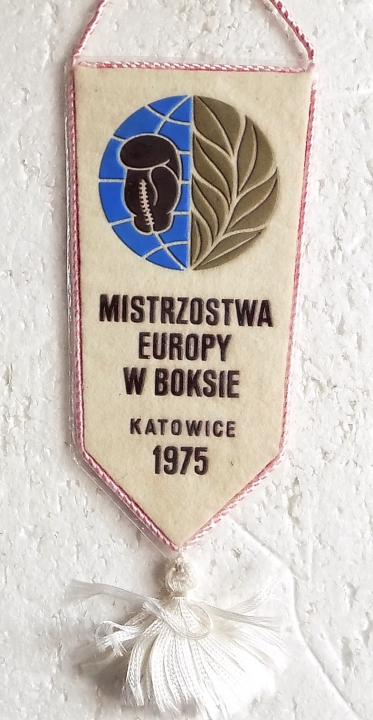 MISTRZOSTWA
EUROPY
W BOKSIE
KATOWICE
1975